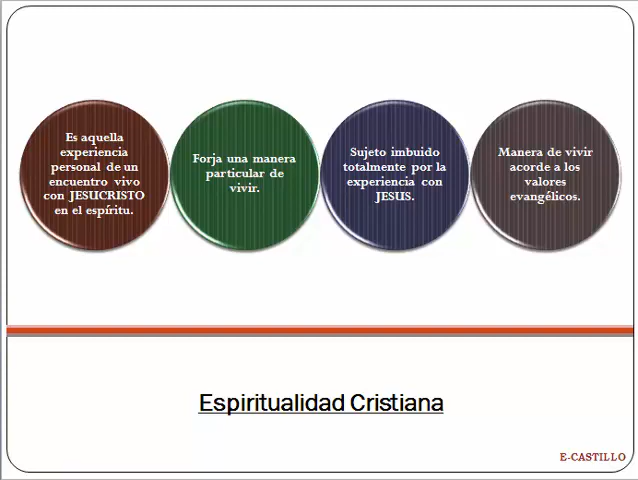 Es aquella
experiencia
personal de un
encuentro vivo
con JESUCRISTO
en el espíritu.
Forja una manera
particular de
vivir.
Sujeto imbuido
totalmente por la
experiencia con
JESUS.
Manera de vivir
acorde a los
valores
evangélicos.
Espiritualidad Cristiana
E-CASTILLO